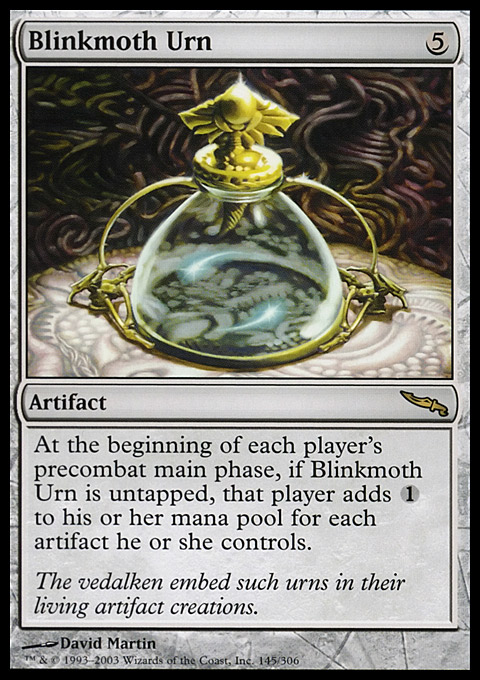 Blinkmoth Urn 5
Artifact
At the beginning of each player's
precombat main phase, if Blinkmoth
Urn is untapped, that player adds 1
to his or her mana pool for each
artifact he or she controls.
The vedalken embed such urns in their
living artifact creations.
David Martin
™ & © 1993–2003 Wizards of the Coast, Inc. 145/306